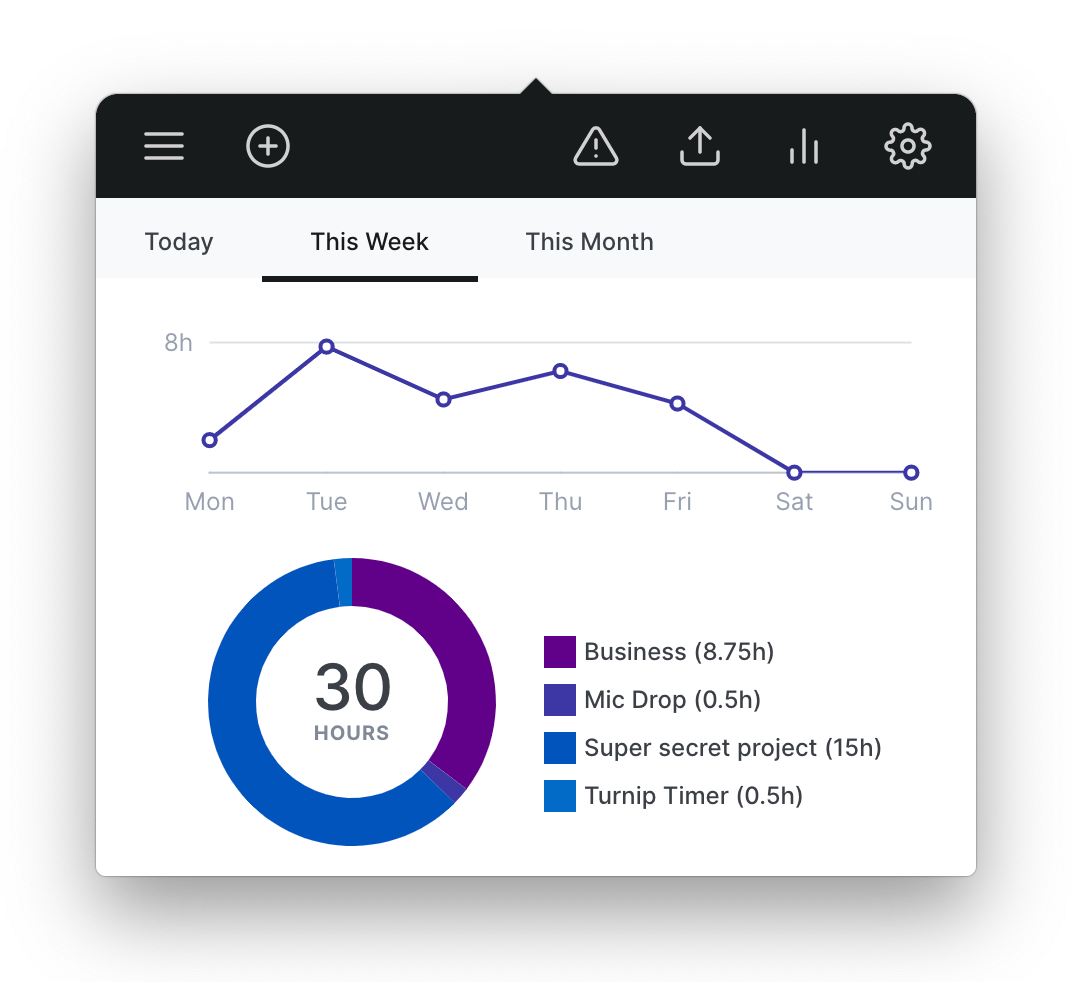 Today This Week This Month
8h
Mon Tue Wed Thu Fri Sat Sun
30
HOURS
Business (8.75h)
Mic Drop (0.5h)
Super secret project (15h)
Turnip Timer (0.5h)